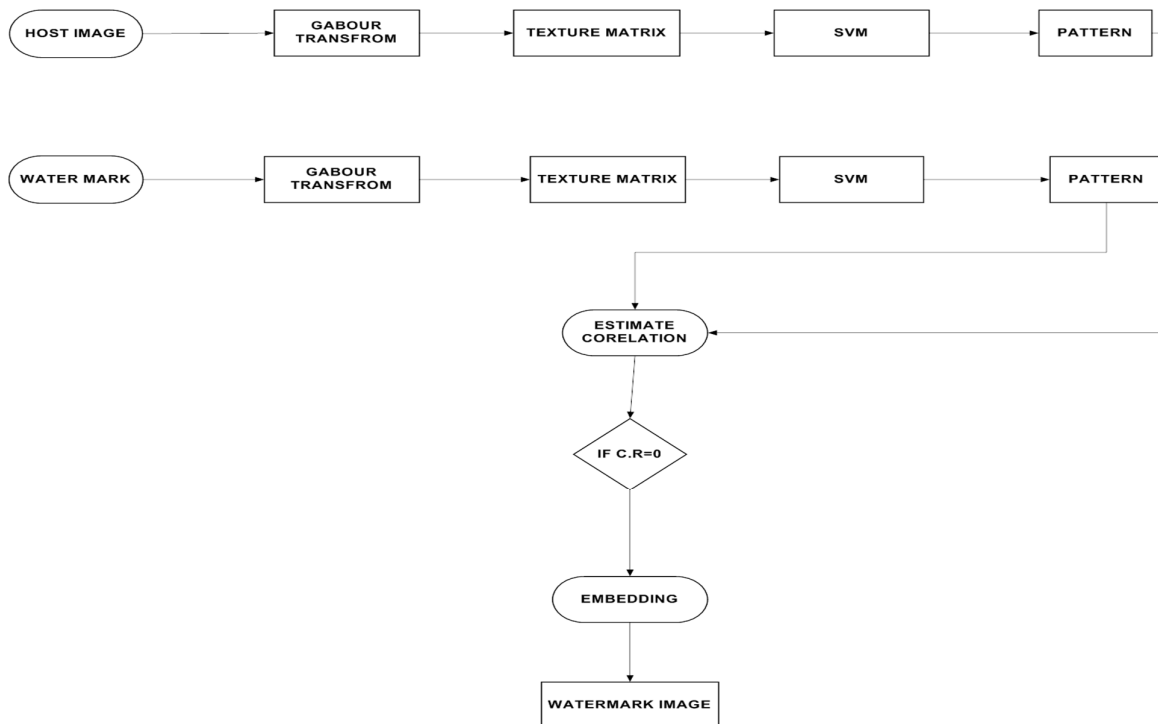 HOST IMAGE
GABOUR
TRANSFROM
TEXTURE MATRIX
SVM
PATTERN
WATER MARK
GABOUR
TRANSFROM
TEXTURE MATRIX
SVM
PATTERN
ESTIMATE
CORELATION
IF C.R=0
EMBEDDING
WATERMARK IMAGE